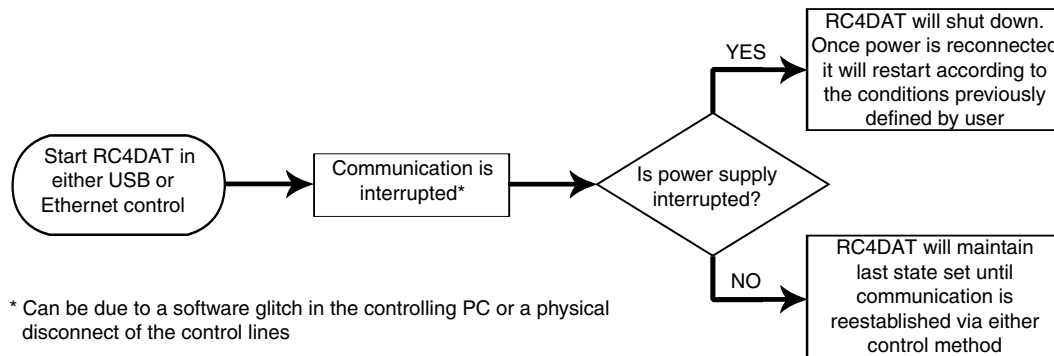 Start RC4DAT in
either USB or
Ethernet control
Communication is
interrupted*
Is power supply
interrupted?
YES
RC4DAT will shut down.
Once power is reconnected
it will restart according to
the conditions previously
defined by user
NO
RC4DAT will maintain
last state set until
communication is
reestablished via either
control method
* Can be due to a software glitch in the controlling PC or a physical
disconnect of the control lines